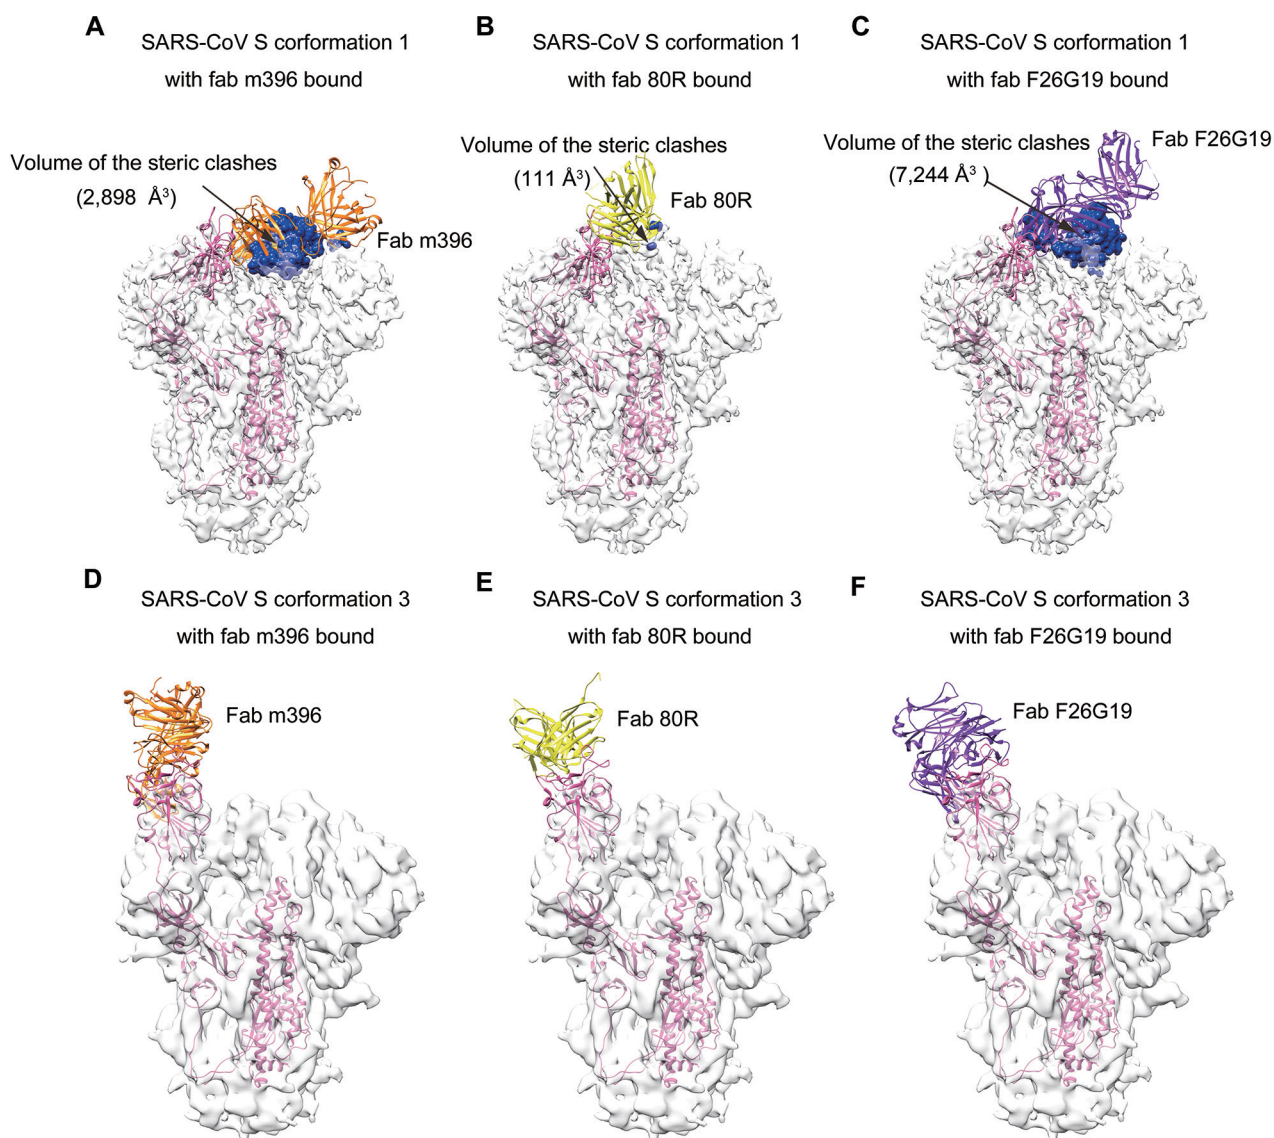 A
SARS-CoV S corformation 1
with fab m396 bound
Volume of the steric clashes
(2,898 Å³)
Fab m396
B
SARS-CoV S corformation 1
with fab 80R bound
Volume of the steric clashes
(111 Å³)
Fab 80R
C
SARS-CoV S corformation 1
with fab F26G19 bound
Volume of the steric clashes
(7,244 Å³ )
Fab F26G19
D
SARS-CoV S corformation 3
with fab m396 bound
Fab m396
E
SARS-CoV S corformation 3
with fab 80R bound
Fab 80R
F
SARS-CoV S corformation 3
with fab F26G19 bound
Fab F26G19